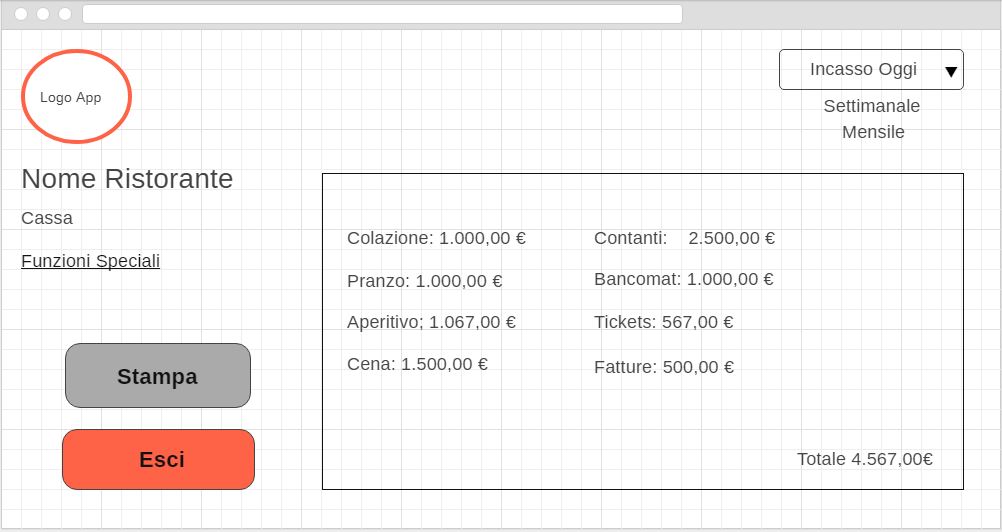 Logo App
Incasso Oggi
Settimanale
Mensile
Nome Ristorante
Cassa
Funzioni Speciali
Stampa
Esci
Colazione: 1.000,00 €
Pranzo: 1.000,00 €
Aperitivo; 1.067,00 €
Cena: 1.500,00 €
Contanti: 2.500,00 €
Bancomat: 1.000,00 €
Tickets: 567,00 €
Fatture: 500,00 €
Totale 4.567,00€